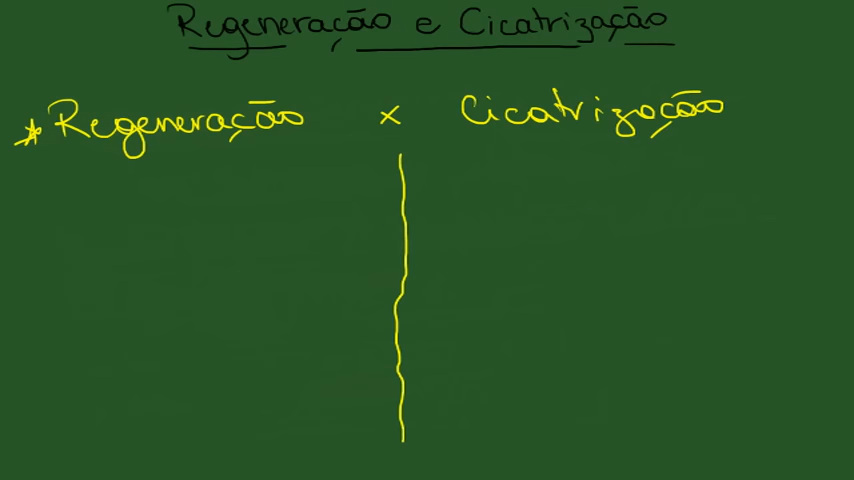 Regeneração e Cicatrização
* Regeneração x Cicatrização